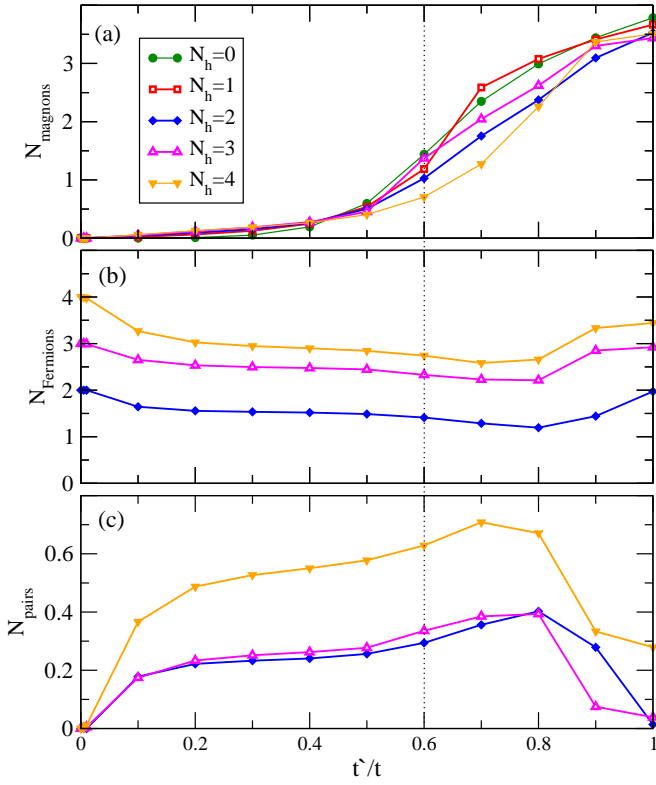 (a)
N_h=0
N_h=1
N_h=2
N_h=3
N_h=4
N_magnons
3
2
1
0
(b)
N_Fermions
4
3
2
1
0
(c)
N_pairs
0.6
0.4
0.2
0
0 0.2 0.4 0.6 0.8 1
t`/t